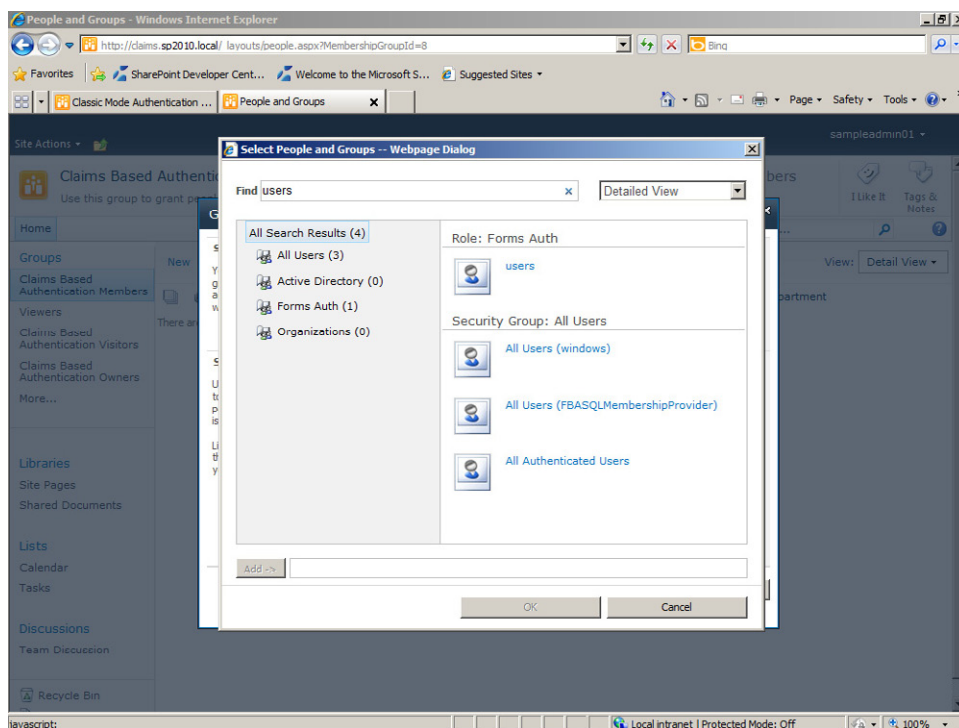 People and Groups - Windows Internet Explorer
http://claims.sp2010.local/_layouts/people.aspx?MembershipGroupId=8
Bing
Favorites
SharePoint Developer Cent...
Welcome to the Microsoft S...
Suggested Sites
Classic Mode Authentication ...
People and Groups
Page
Safety
Tools
Site Actions
sampleadmin01
Select People and Groups -- Webpage Dialog
Claims Based Authentic
bers
Use this group to grant pe
I Like It
Tags & Notes
Home
Find
users
Detailed View
All Search Results (4)
All Users (3)
Active Directory (0)
Forms Auth (1)
Organizations (0)
Role: Forms Auth
users
Security Group: All Users
All Users (windows)
All Users (FBASQLMembershipProvider)
All Authenticated Users
Add ->
OK
Cancel
Groups
New
View:
Detail View
Claims Based
Authentication Members
Viewers
There ar
partment
Claims Based
Authentication Visitors
Claims Based
Authentication Owners
More...
Libraries
Site Pages
Shared Documents
Lists
Calendar
Tasks
Discussions
Team Discussion
Recycle Bin
javascript:
Local intranet | Protected Mode: Off
100%